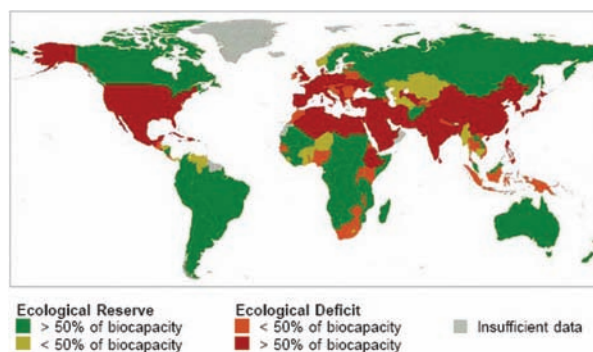 Ecological Reserve
> 50% of biocapacity
< 50% of biocapacity
Ecological Deficit
< 50% of biocapacity
> 50% of biocapacity
Insufficient data